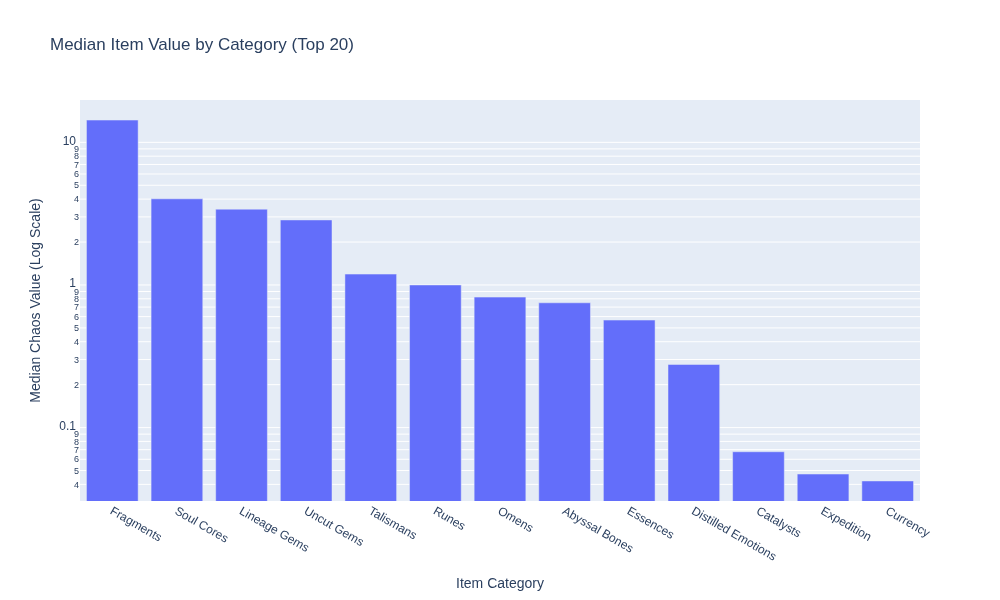 Median Item Value by Category (Top 20)
Median Chaos Value (Log Scale)
10
9
8
7
6
5
4
3
2
1
9
8
7
6
5
4
3
2
0.1
9
8
7
6
5
4
Fragments
Soul Cores
Lineage Gems
Uncut Gems
Talismans
Runes
Omens
Abyssal Bones
Essences
Distilled Emotions
Catalysts
Expedition
Currency
Item Category